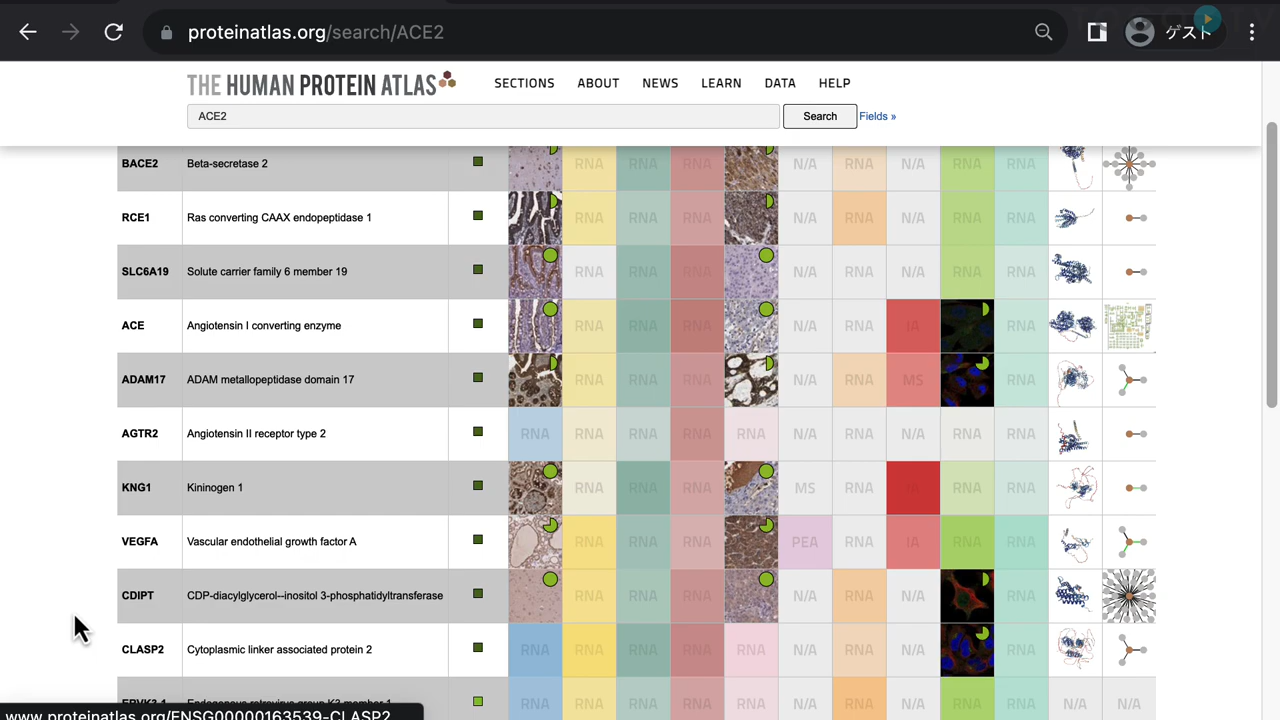 proteinatlas.org/search/ACE2
ゲスト
THE HUMAN PROTEIN ATLAS
SECTIONS ABOUT NEWS LEARN DATA HELP
ACE2 Search Fields »
BACE2 Beta-secretase 2 RNA RNA RNA N/A RNA N/A RNA RNA
RCE1 Ras converting CAAX endopeptidase 1 RNA RNA RNA N/A RNA N/A RNA RNA
SLC6A19 Solute carrier family 6 member 19 RNA RNA RNA N/A RNA N/A RNA RNA
ACE Angiotensin I converting enzyme RNA RNA RNA N/A RNA IA RNA
ADAM17 ADAM metallopeptidase domain 17 RNA RNA RNA N/A RNA MS RNA
AGTR2 Angiotensin II receptor type 2 RNA RNA RNA RNA RNA N/A RNA N/A RNA RNA
KNG1 Kininogen 1 RNA RNA RNA MS RNA RNA RNA
VEGFA Vascular endothelial growth factor A RNA RNA RNA PEA RNA IA RNA RNA
CDIPT CDP-diacylglycerol--inositol 3-phosphatidyltransferase RNA RNA RNA N/A RNA N/A RNA
CLASP2 Cytoplasmic linker associated protein 2 RNA RNA RNA RNA RNA N/A RNA N/A RNA
RNA RNA RNA RNA RNA N/A RNA N/A RNA RNA N/A N/A
www.proteinatlas.org/ENSG00000163539-CLASP2